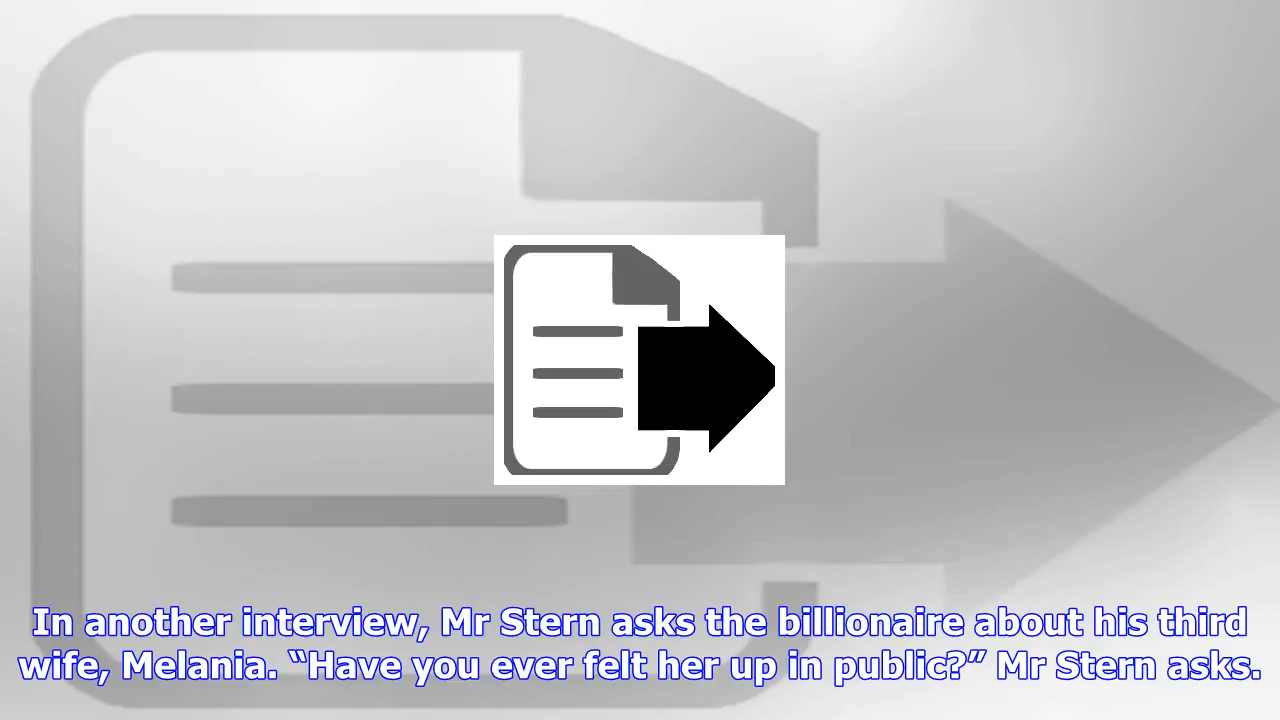 In another interview, Mr Stern asks the billionaire about his third
wife, Melania. “Have you ever felt her up in public?” Mr Stern asks.